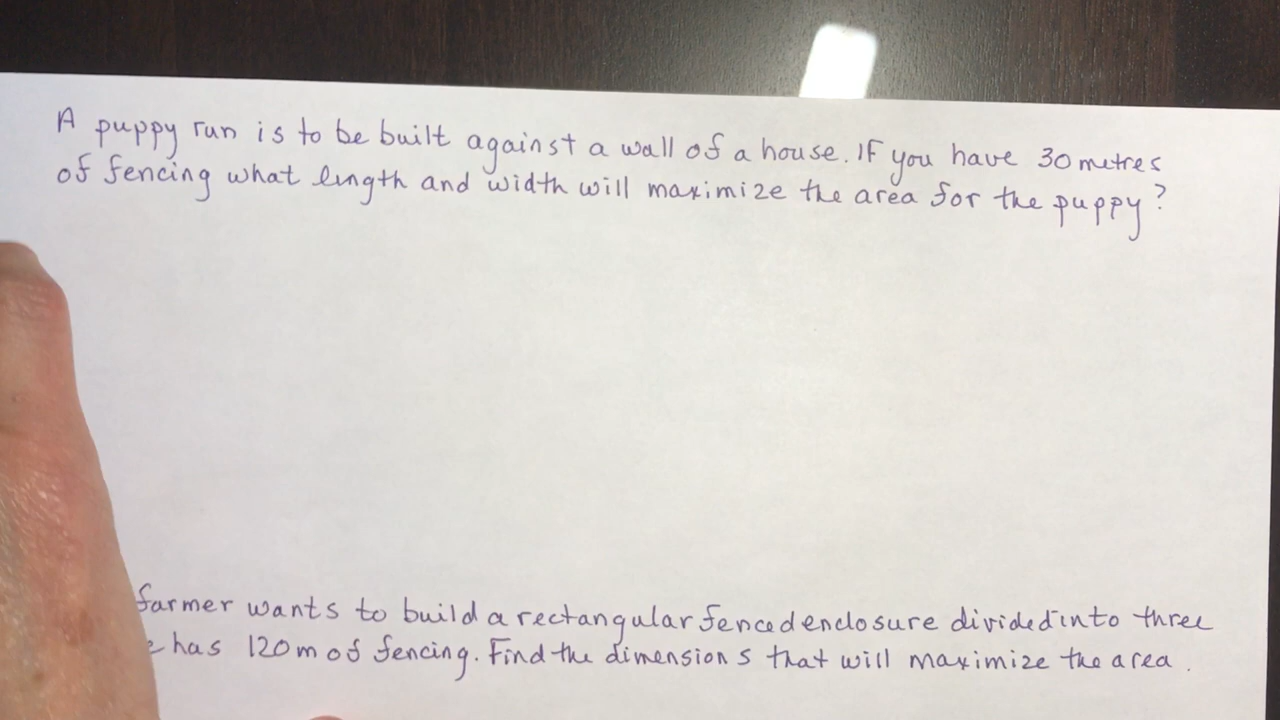 A puppy run is to be built against a wall of a house. If you have 30 metres
of fencing what length and width will maximize the area for the puppy?
farmer wants to build a rectangular fenced enclosure divided into three
has 120 m of fencing. Find the dimensions that will maximize the area.